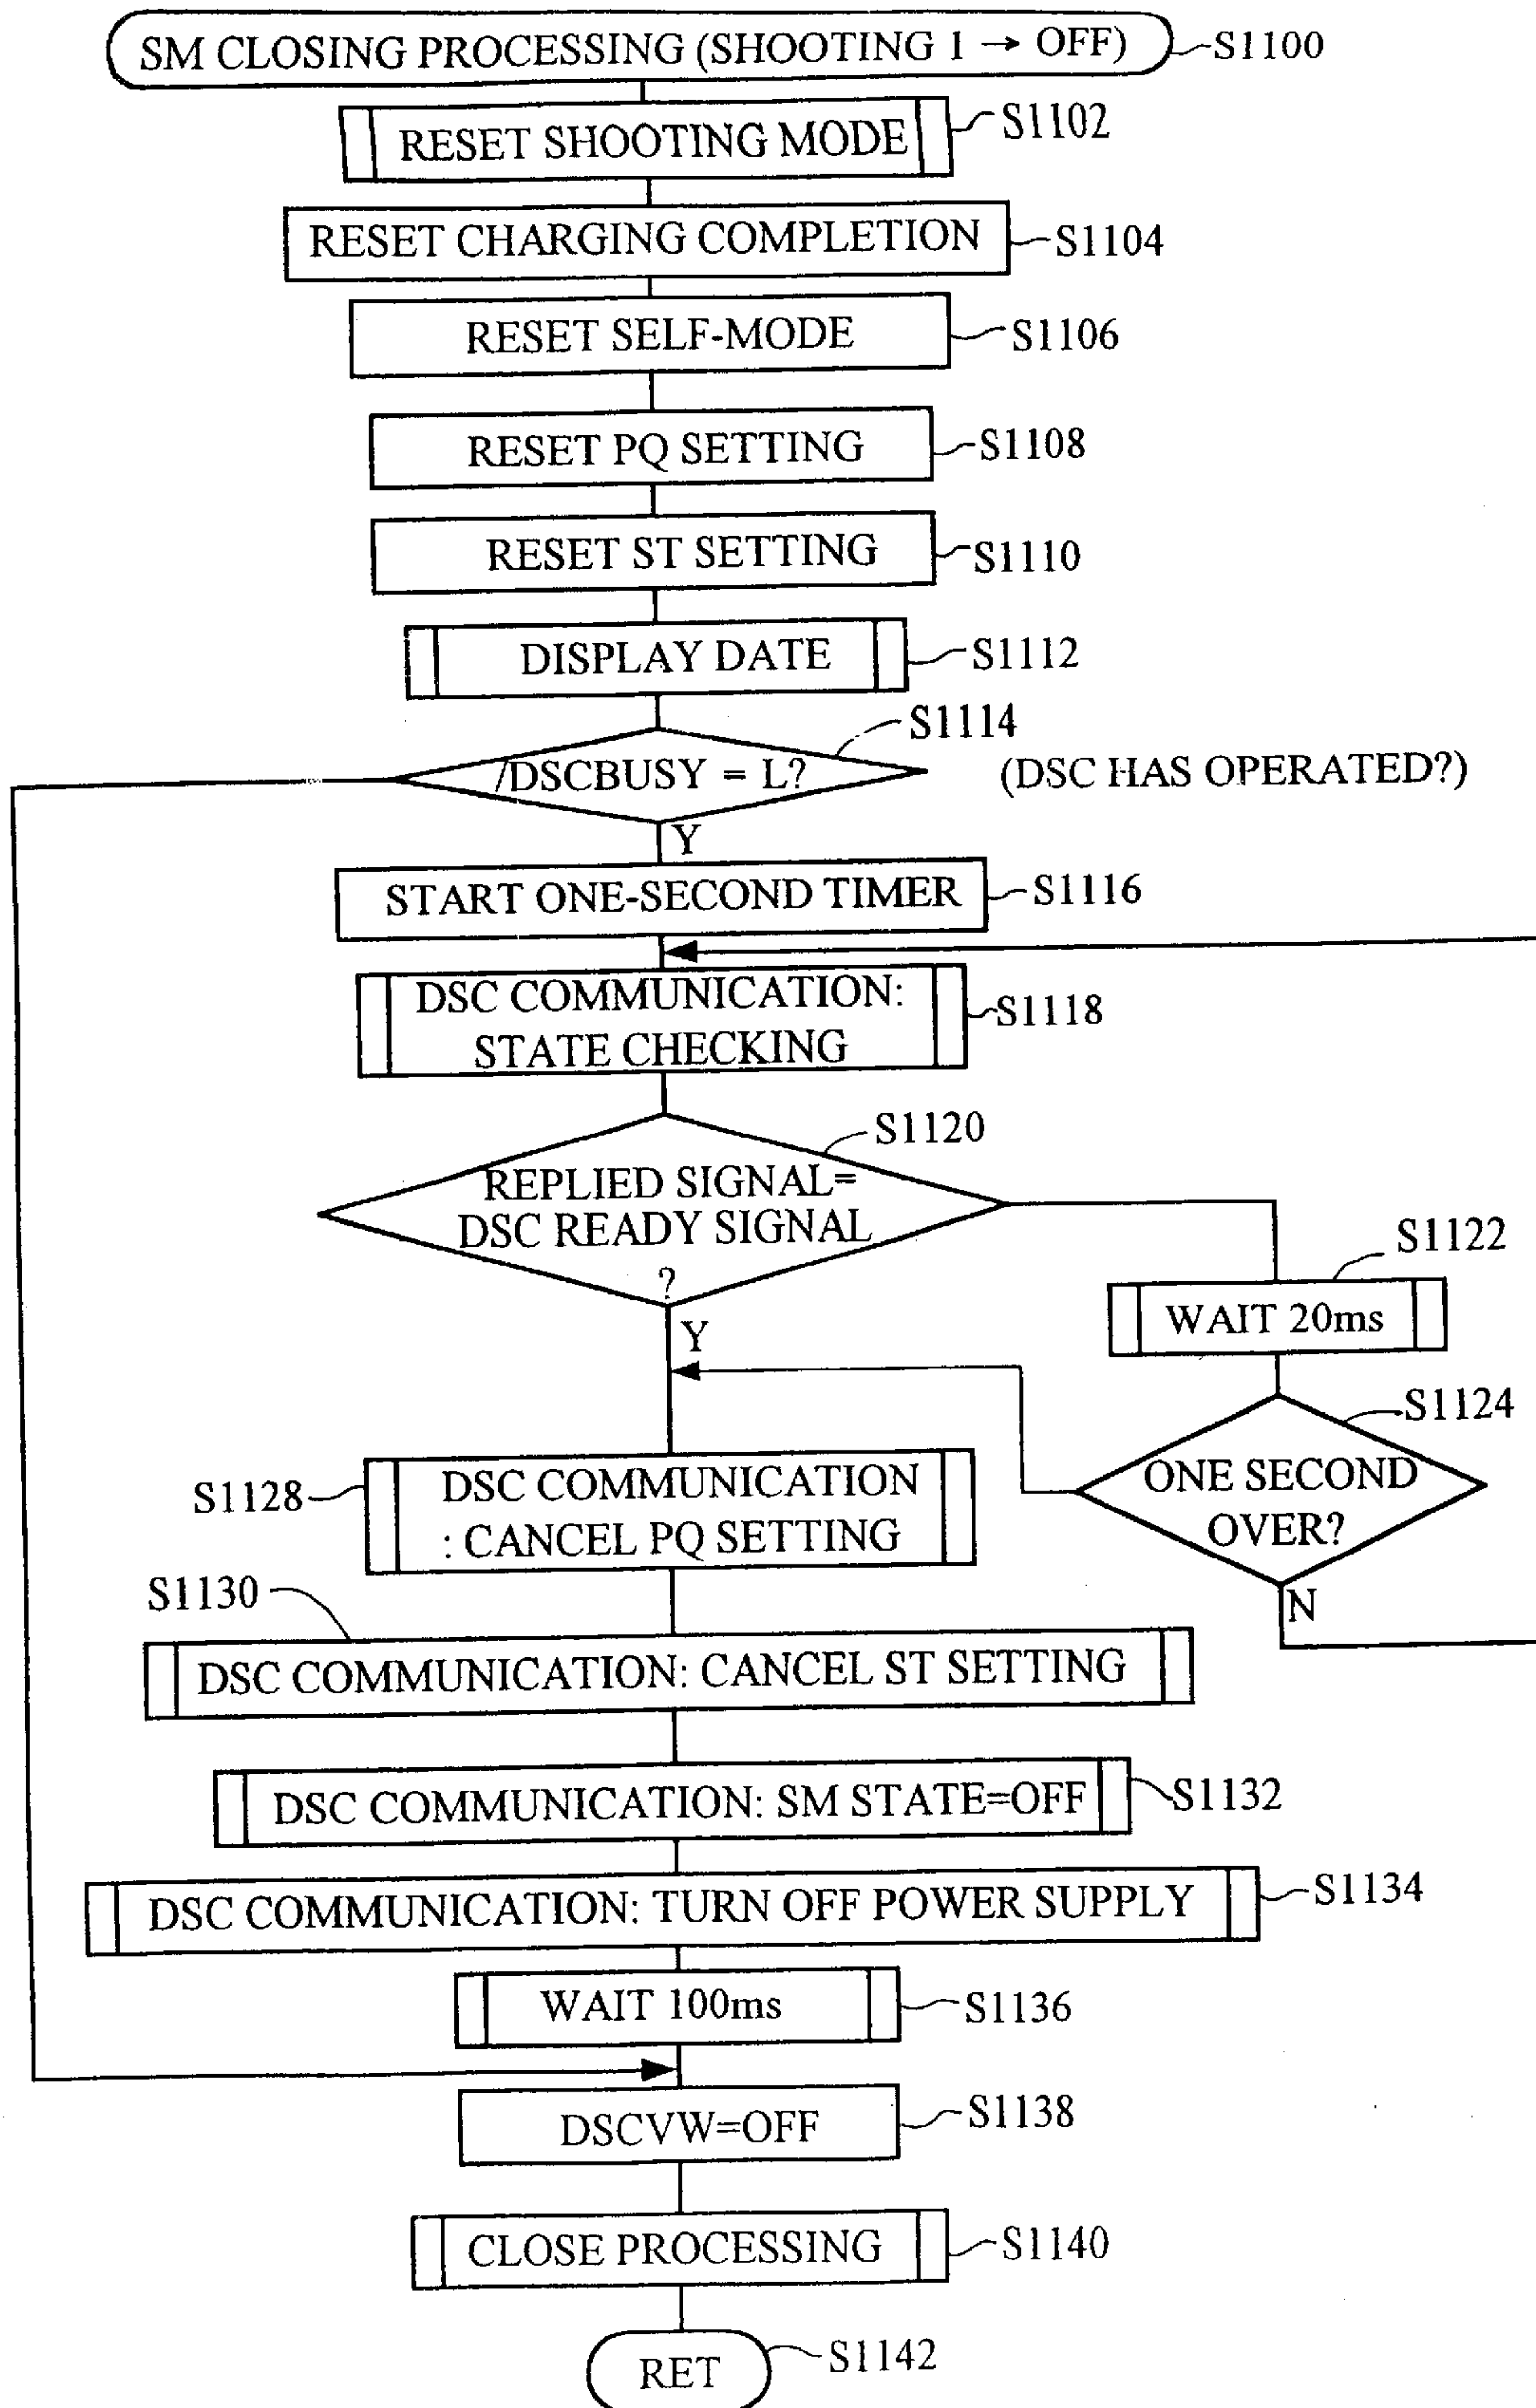 SM CLOSING PROCESSING (SHOOTING 1 → OFF)
S1100
RESET SHOOTING MODE
S1102
RESET CHARGING COMPLETION
S1104
RESET SELF-MODE
S1106
RESET PQ SETTING
S1108
RESET ST SETTING
S1110
DISPLAY DATE
S1112
S1114
/DSCBUSY = L?
(DSC HAS OPERATED?)
Y
START ONE-SECOND TIMER
S1116
DSC COMMUNICATION:
STATE CHECKING
S1118
S1120
REPLIED SIGNAL=
DSC READY SIGNAL
?
Y
S1122
WAIT 20ms
S1124
ONE SECOND
OVER?
N
S1128
DSC COMMUNICATION
: CANCEL PQ SETTING
S1130
DSC COMMUNICATION: CANCEL ST SETTING
DSC COMMUNICATION: SM STATE=OFF
S1132
DSC COMMUNICATION: TURN OFF POWER SUPPLY
S1134
WAIT 100ms
S1136
DSCVW=OFF
S1138
CLOSE PROCESSING
S1140
RET
S1142